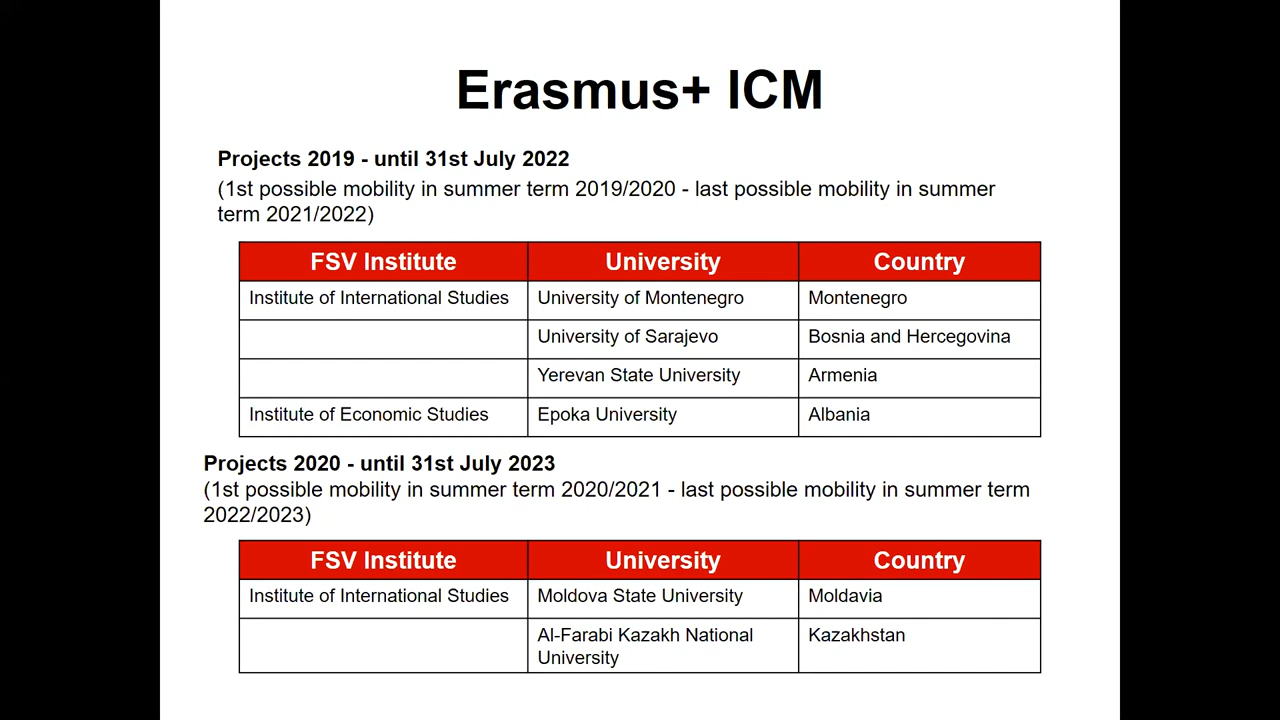 Erasmus+ ICM
Projects 2019 - until 31st July 2022
(1st possible mobility in summer term 2019/2020 - last possible mobility in summer
term 2021/2022)
FSV Institute University Country
Institute of International Studies University of Montenegro Montenegro
University of Sarajevo Bosnia and Hercegovina
Yerevan State University Armenia
Institute of Economic Studies Epoka University Albania
Projects 2020 - until 31st July 2023
(1st possible mobility in summer term 2020/2021 - last possible mobility in summer term
2022/2023)
FSV Institute University Country
Institute of International Studies Moldova State University Moldavia
Al-Farabi Kazakh National Kazakhstan
University